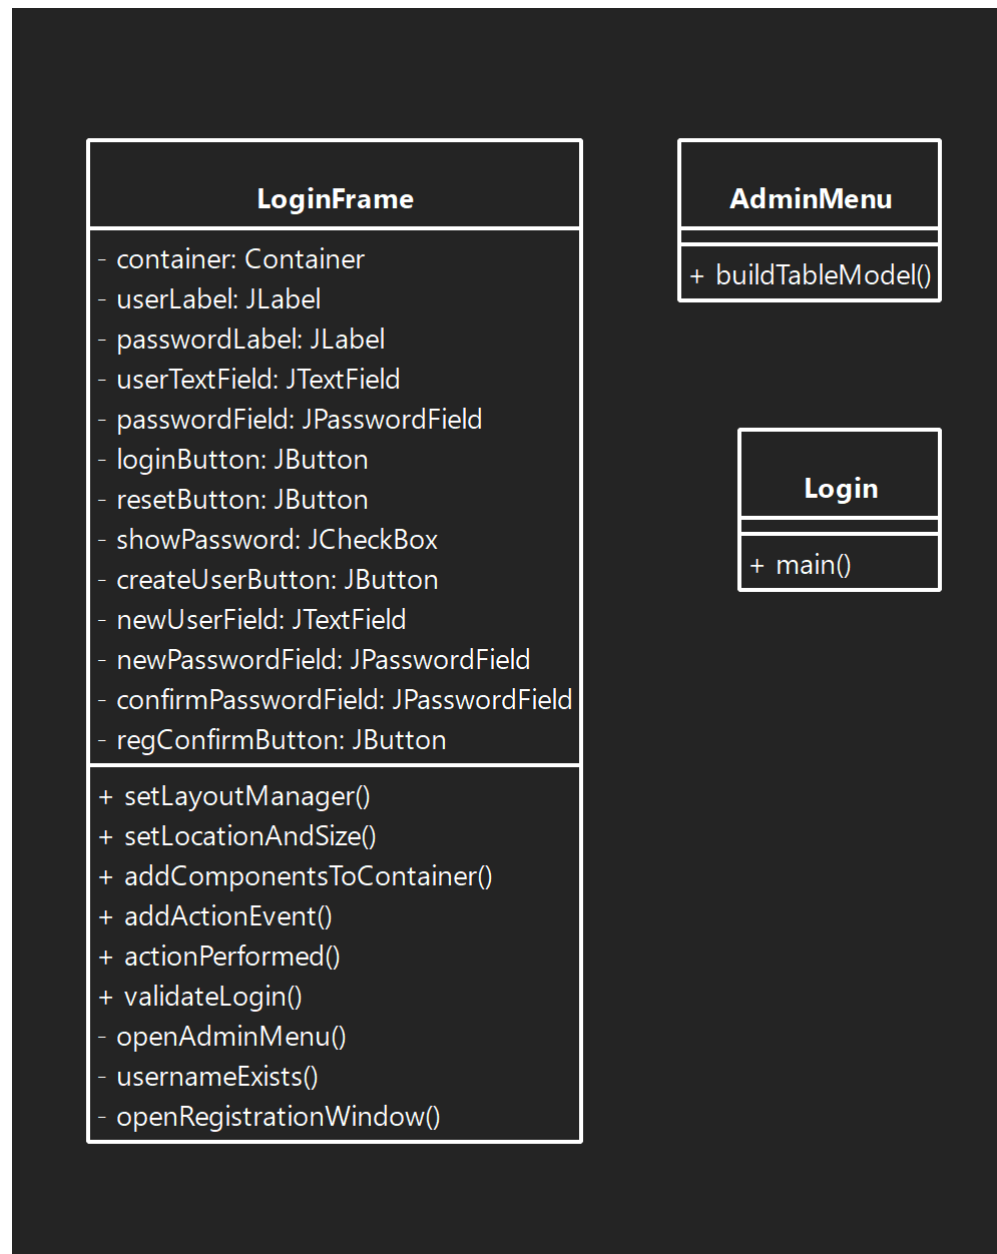 LoginFrame
- container: Container
- userLabel: JLabel
- passwordLabel: JLabel
- userTextField: JTextField
- passwordField: JPasswordField
- loginButton: JButton
- resetButton: JButton
- showPassword: JCheckBox
- createUserButton: JButton
- newUserField: JTextField
- newPasswordField: JPasswordField
- confirmPasswordField: JPasswordField
- regConfirmButton: JButton
+ setLayoutManager()
+ setLocationAndSize()
+ addComponentsToContainer()
+ addActionEvent()
+ actionPerformed()
+ validateLogin()
- openAdminMenu()
- usernameExists()
- openRegistrationWindow()
AdminMenu
+ buildTableModel()
Login
+ main()